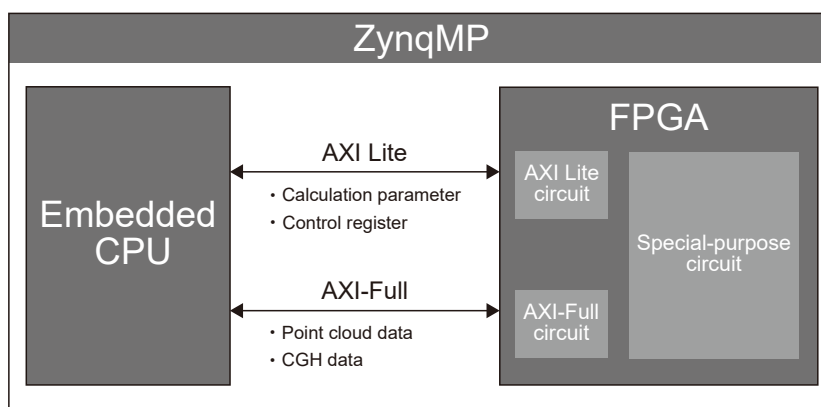 ZynqMP
Embedded
CPU
AXI Lite
・Calculation parameter
・Control register
AXI-Full
・Point cloud data
・CGH data
FPGA
AXI Lite
circuit
AXI-Full
circuit
Special-purpose
circuit